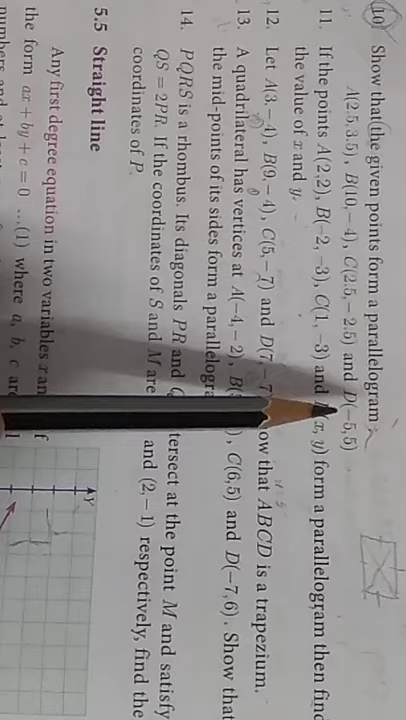 10 Show that the given points form a parallelogram
A(2.5,3.5), B(10,−4), C(2.5,−2.5) and D(−5,5)
11. If the points A(2,2), B(−2,−3), C(1,−3) and (x, y) form a parallelogram then find
the value of x and y.
12. Let A(3,−4), B(9,−4), C(5,−7) and D(7,−7 ow that ABCD is a trapezium.
13. A quadrilateral has vertices at A(−4,−2), ), C(6,5) and D(−7,6). Show that
the mid-points of its sides form a
14. PQRS is a rhombus. Its diagonals PR and tersect at the point M and satisfy
QS = 2PR. If the coordinates of S and M are and (2,−1) respectively, find the
coordinates of P.
5.5 Straight line
Any first degree equation in two variables x an
the form ax + by + c = 0 ...(1) where a, b, c
Y